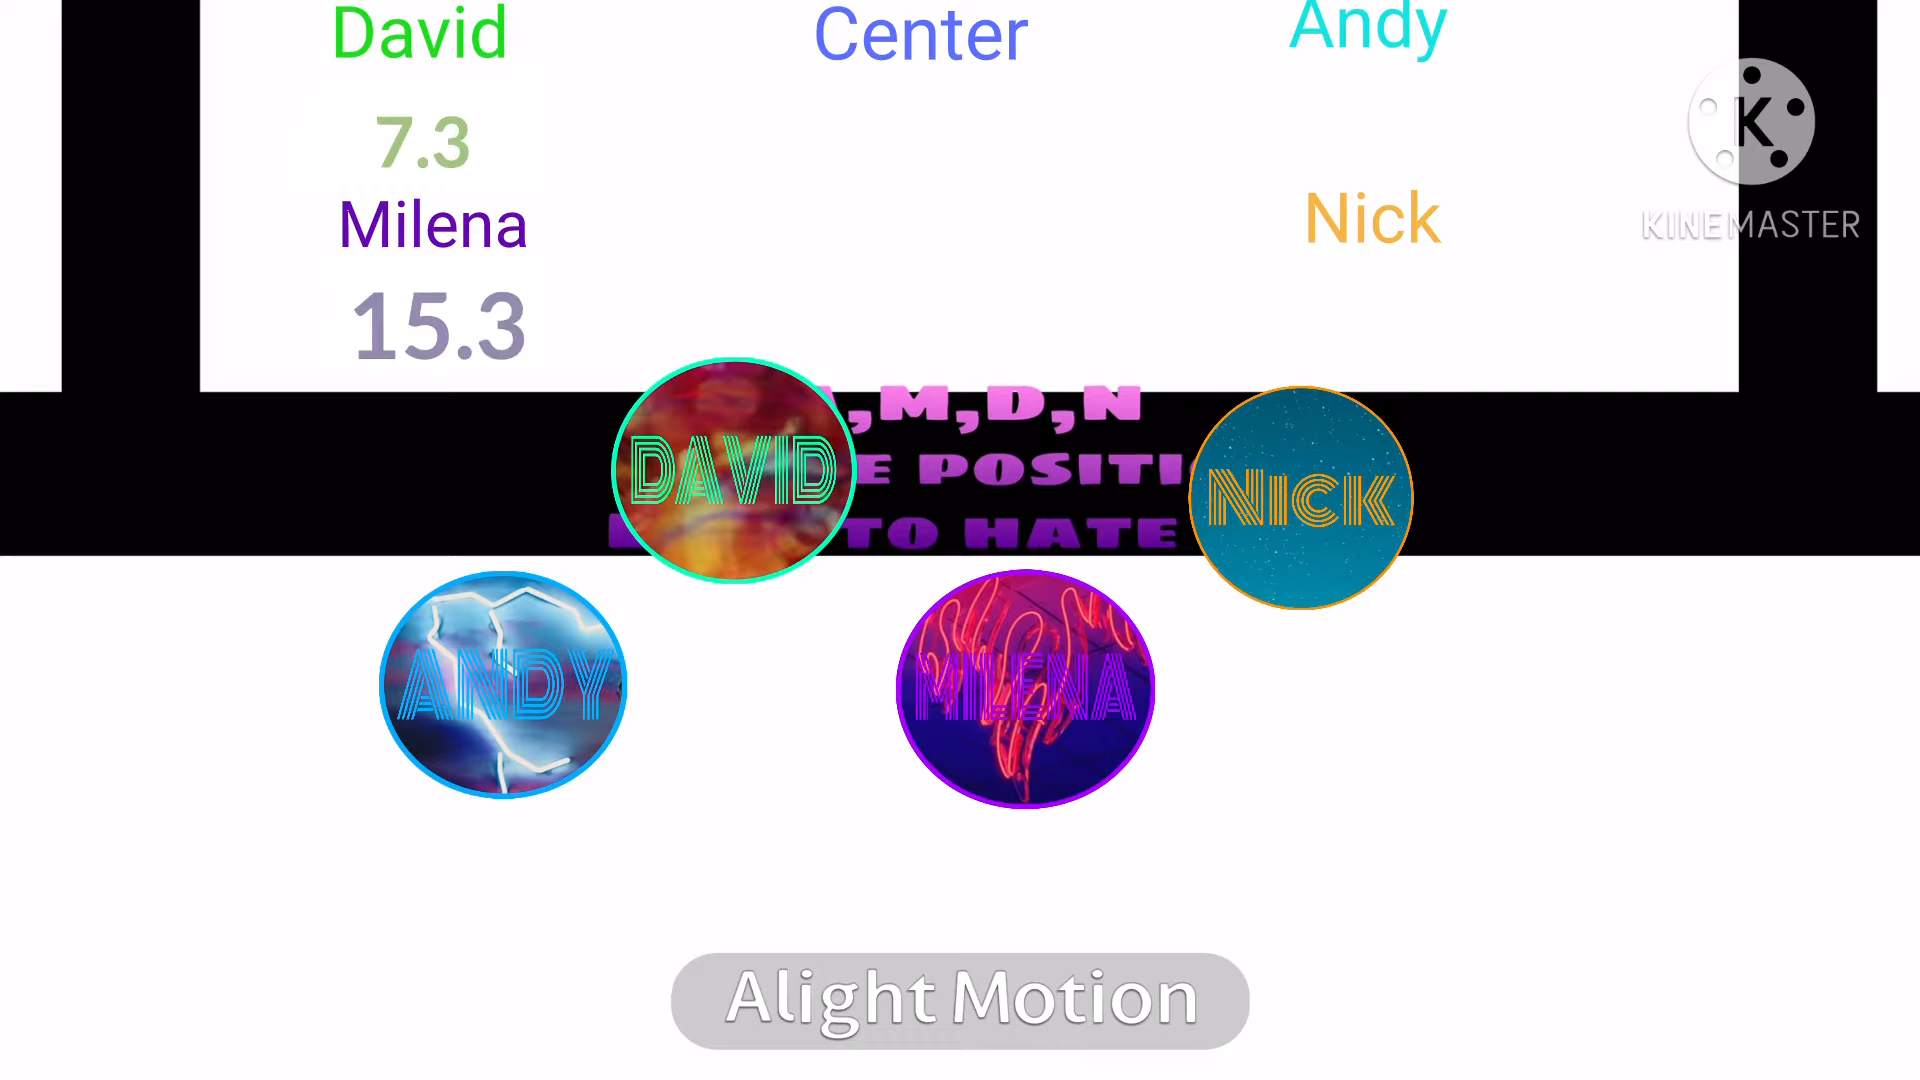 David
Center
Andy
7.3
Milena
Nick
KINEMASTER
15.3
,M,D,N
DAVID
POSITI
NICK
TO HATE
ANDY
MILENA
Alight Motion